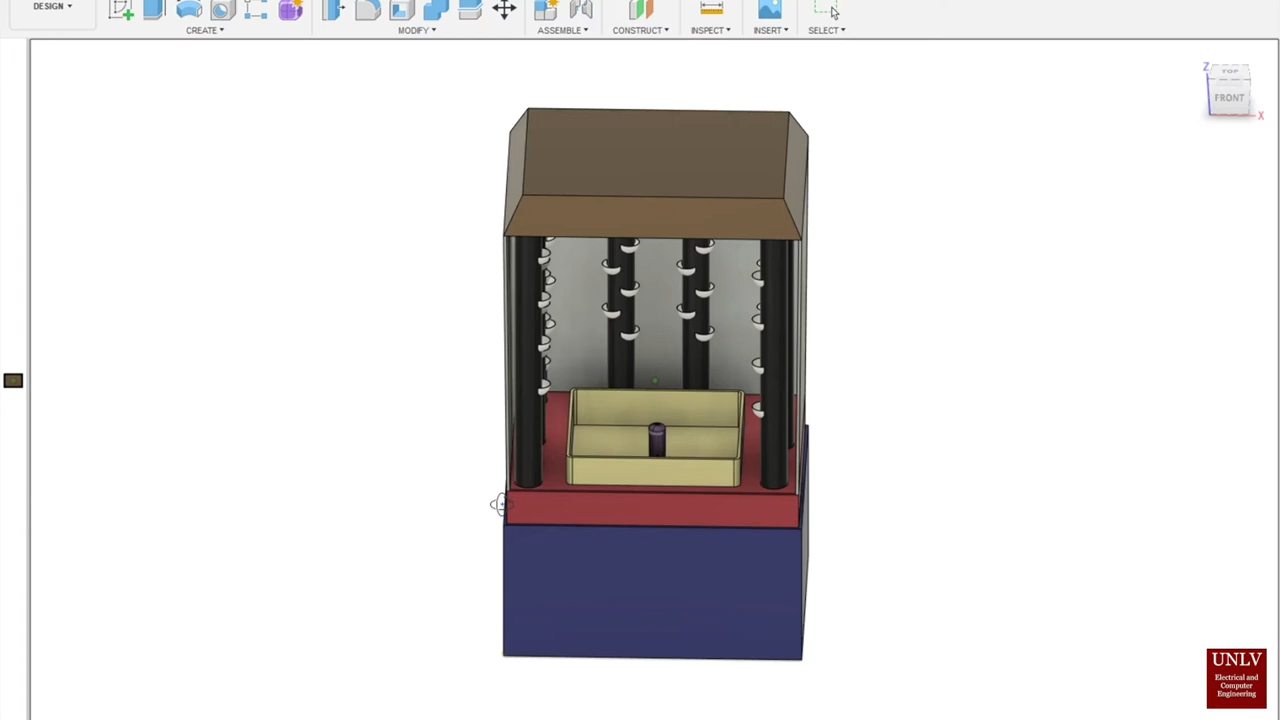 DESIGN
CREATE
MODIFY
ASSEMBLE
CONSTRUCT
INSPECT
INSERT
SELECT
Z
TOP
FRONT
X
UNLV
Electrical and
Computer
Engineering